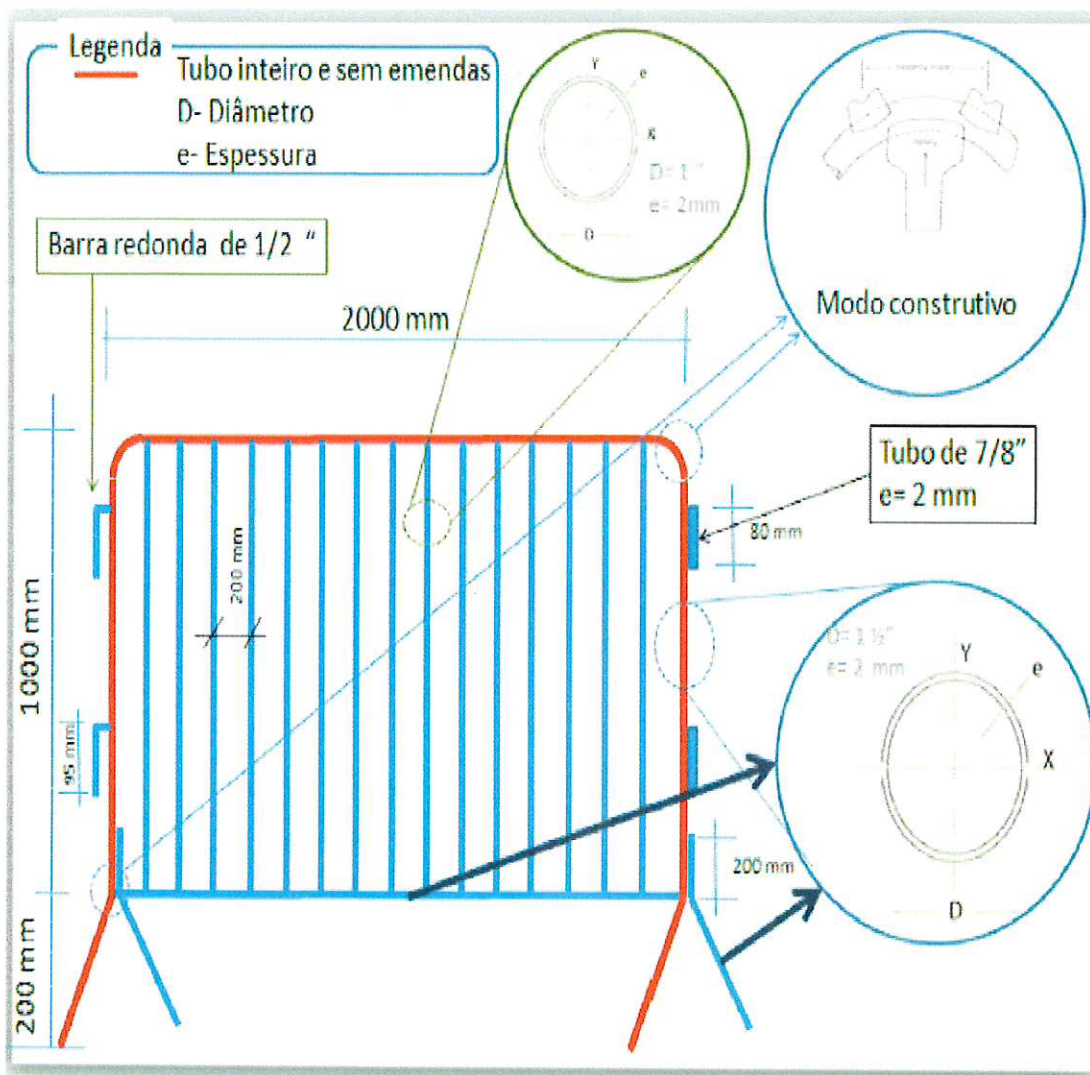 Legenda
Tubo inteiro e sem emendas
D- Diâmetro
e- Espessura
Y
e
X
D= 1 "
e= 2mm
D
Modo construtivo
Barra redonda de 1/2 "
2000 mm
Tubo de 7/8"
e= 2 mm
80 mm
200 mm
1000 mm
95 mm
200 mm
200 mm
D= 1 ½"
e= 2 mm
Y
e
X
D